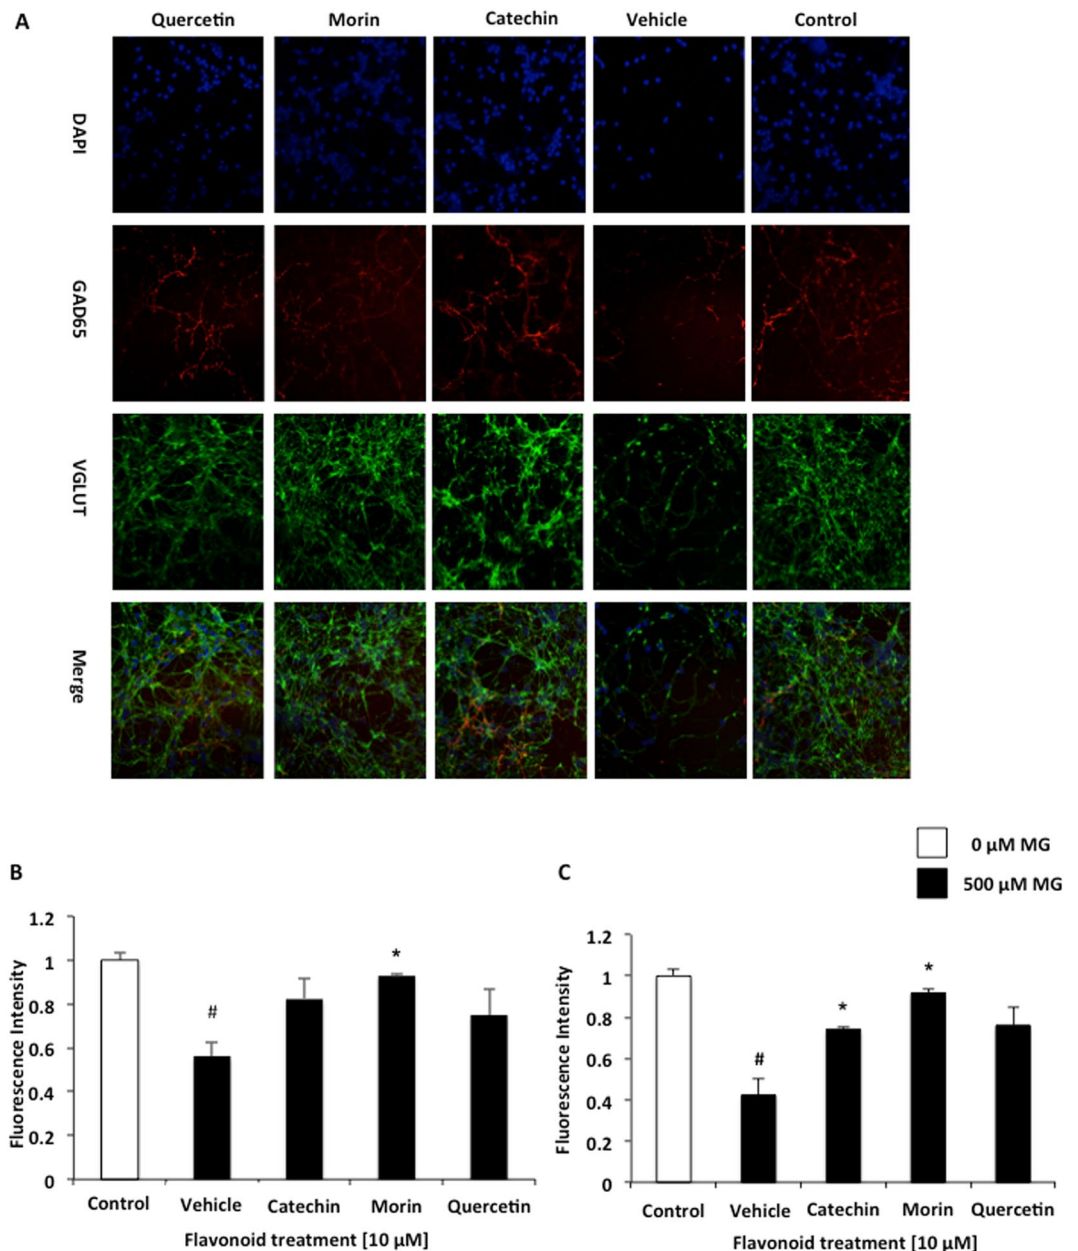 A
Quercetin Morin Catechin Vehicle Control
DAPI
GAD65
VGLUT
Merge
0 µM MG
500 µM MG
B
Fluorescence Intensity
1.2
1
0.8
0.6
0.4
0.2
0
#
*
Control Vehicle Catechin Morin Quercetin
Flavonoid treatment [10 µM]
C
Fluorescence Intensity
1.2
1
0.8
0.6
0.4
0.2
0
#
*
*
Control Vehicle Catechin Morin Quercetin
Flavonoid treatment [10 µM]